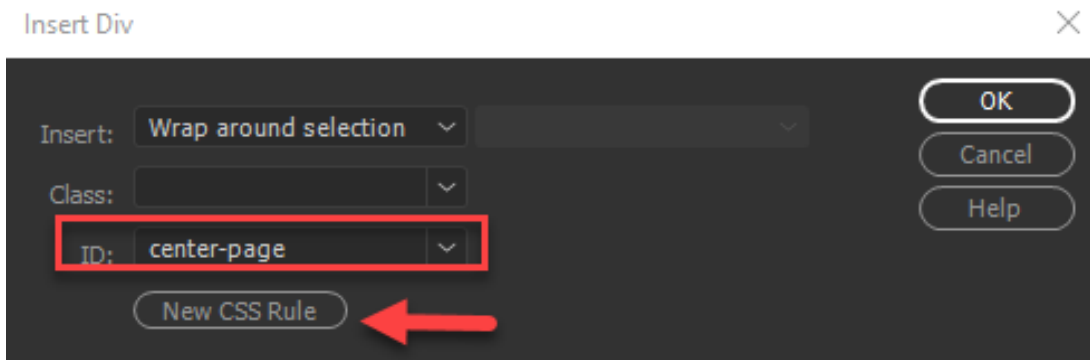 Insert Div
Insert: Wrap around selection
Class:
ID: center-page
New CSS Rule
OK
Cancel
Help